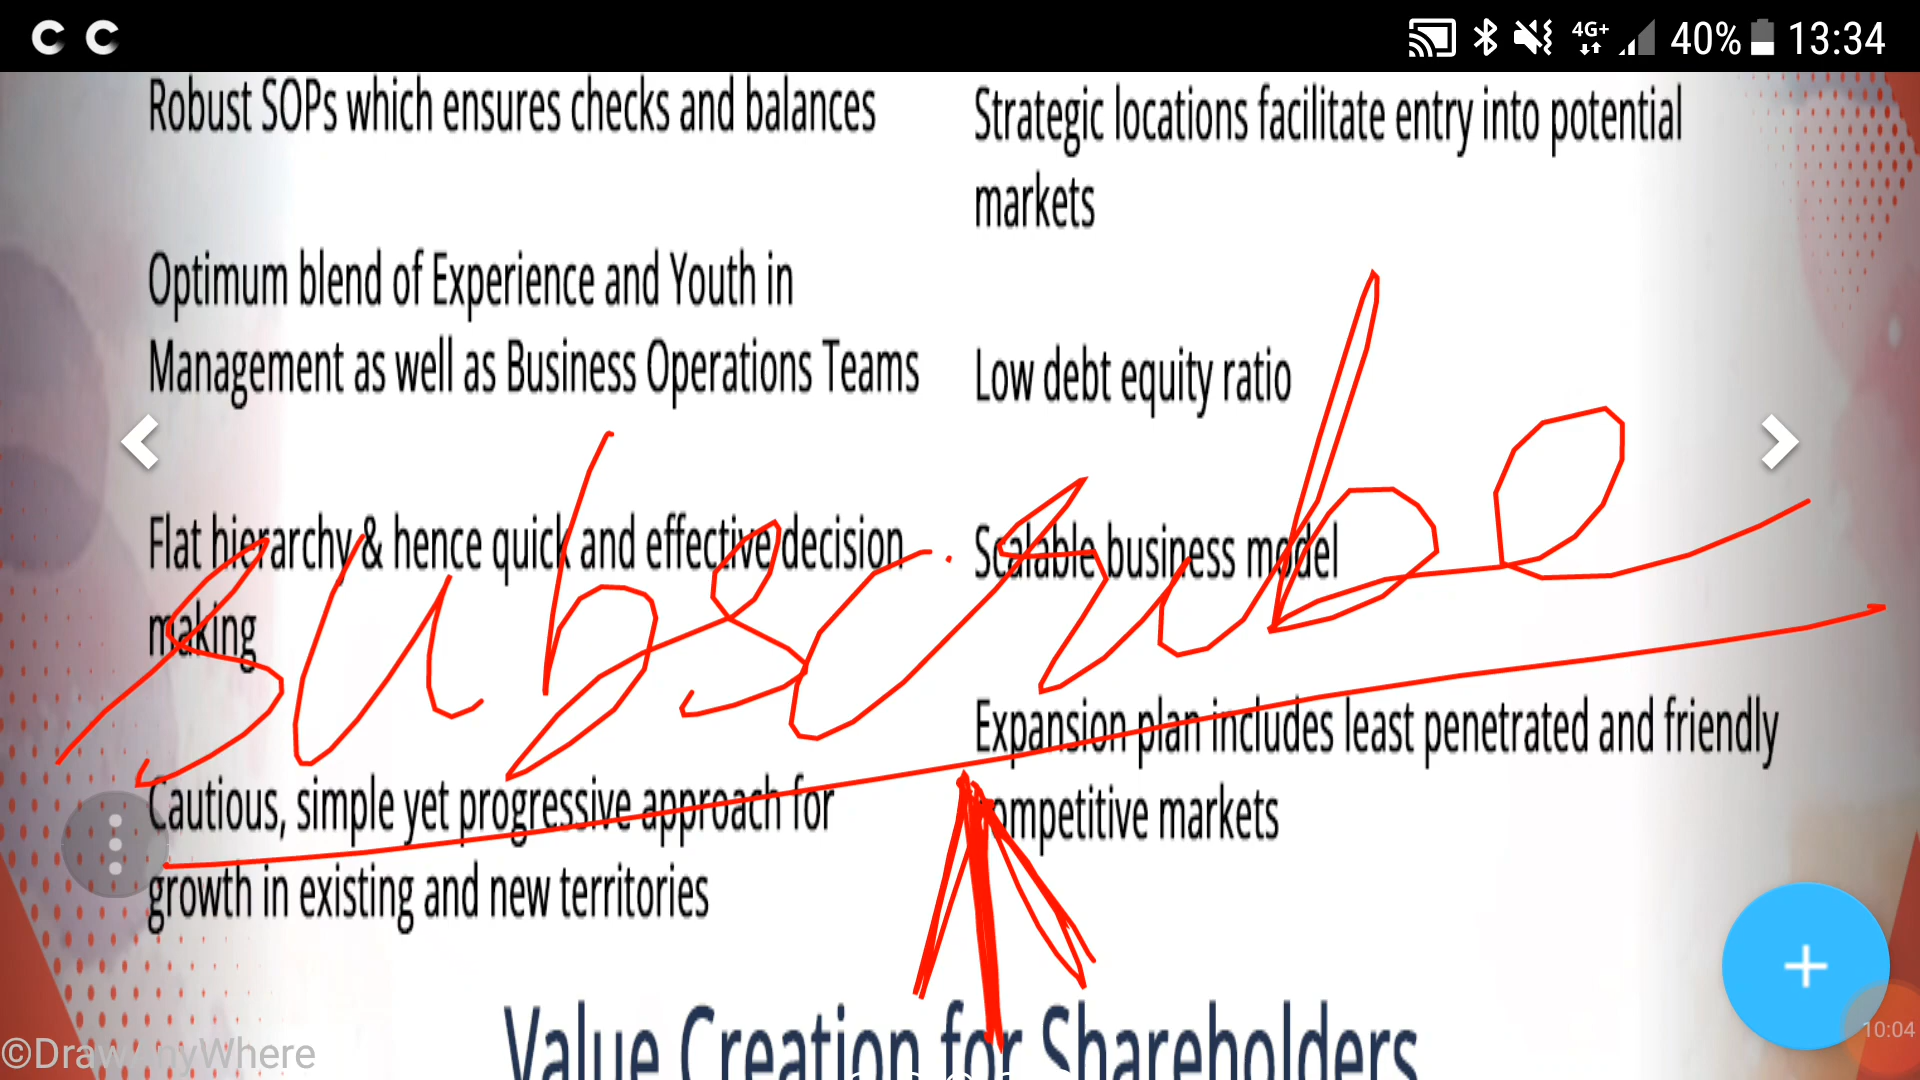 4G+ 40% 13:34
Robust SOPs which ensures checks and balances
Optimum blend of Experience and Youth in
Management as well as Business Operations Teams
Flat hierarchy & hence quick and effective decision
making
Cautious, simple yet progressive approach for
growth in existing and new territories
Strategic locations facilitate entry into potential
markets
Low debt equity ratio
Scalable business model
Expansion plan includes least penetrated and friendly
competitive markets
Subscrube
Value Creation for Shareholders
10:04
©DrawAnyWhere